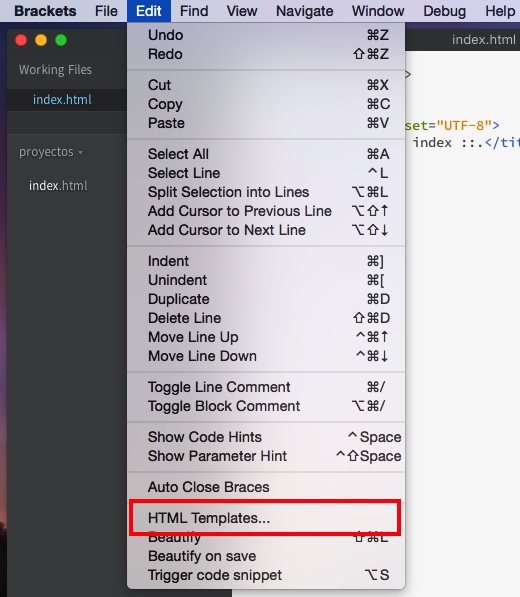 Brackets File Edit Find View Navigate Window Debug Help
index.html
Working Files
index.html
proyectos
index.html
Undo ⌘Z
Redo ⇧⌘Z
Cut ⌘X
Copy ⌘C
Paste ⌘V
Select All ⌘A
Select Line ^L
Split Selection into Lines ⌥⌘L
Add Cursor to Previous Line ⌥⇧↑
Add Cursor to Next Line ⌥⇧↓
Indent ⌘]
Unindent ⌘[
Duplicate ⌘D
Delete Line ⇧⌘D
Move Line Up ^⌘↑
Move Line Down ^⌘↓
Toggle Line Comment ⌘/
Toggle Block Comment ⌥⌘/
Show Code Hints ^Space
Show Parameter Hint ^⇧Space
Auto Close Braces
HTML Templates...
Beautify ⇧⌘L
Beautify on save
Trigger code snippet ⌥S
>
set="UTF-8">
index ::.</tit